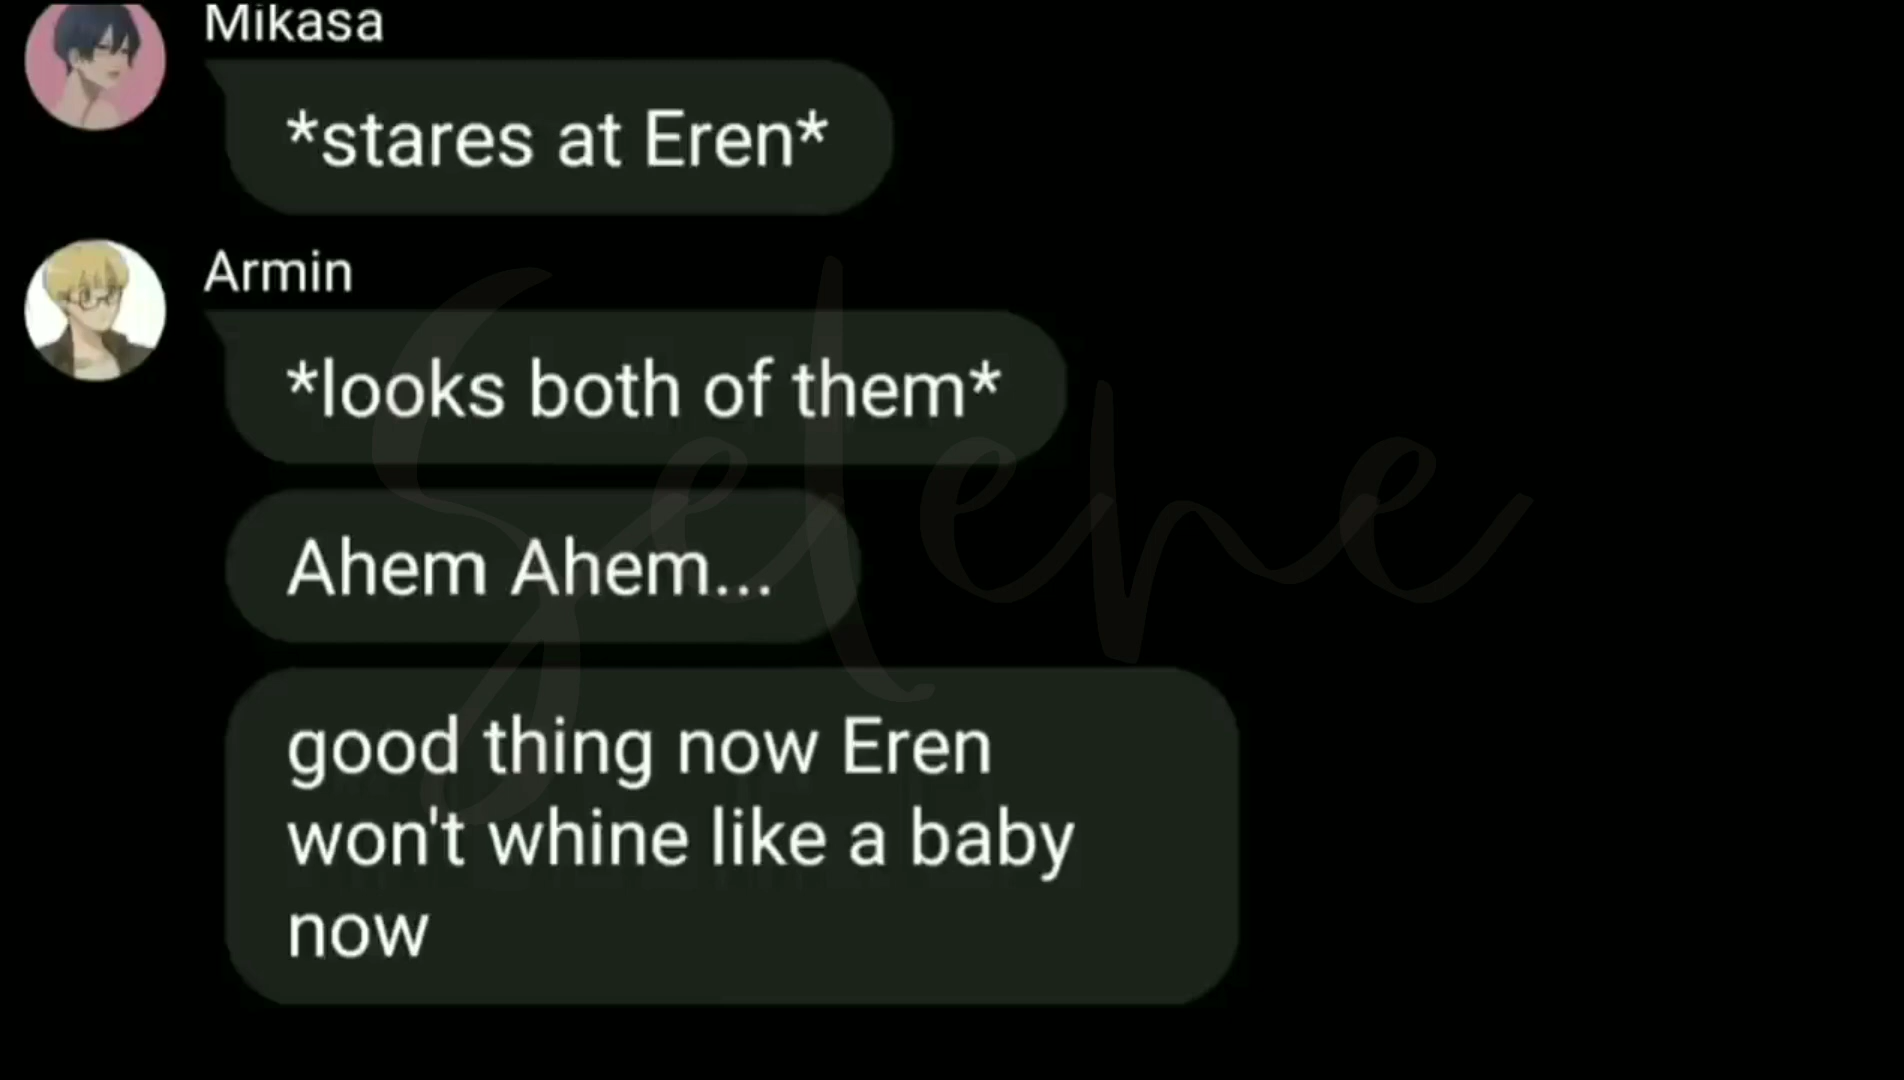 Mikasa
*stares at Eren*
Armin
*looks both of them*
Ahem Ahem...
good thing now Eren
won't whine like a baby
now
Selene